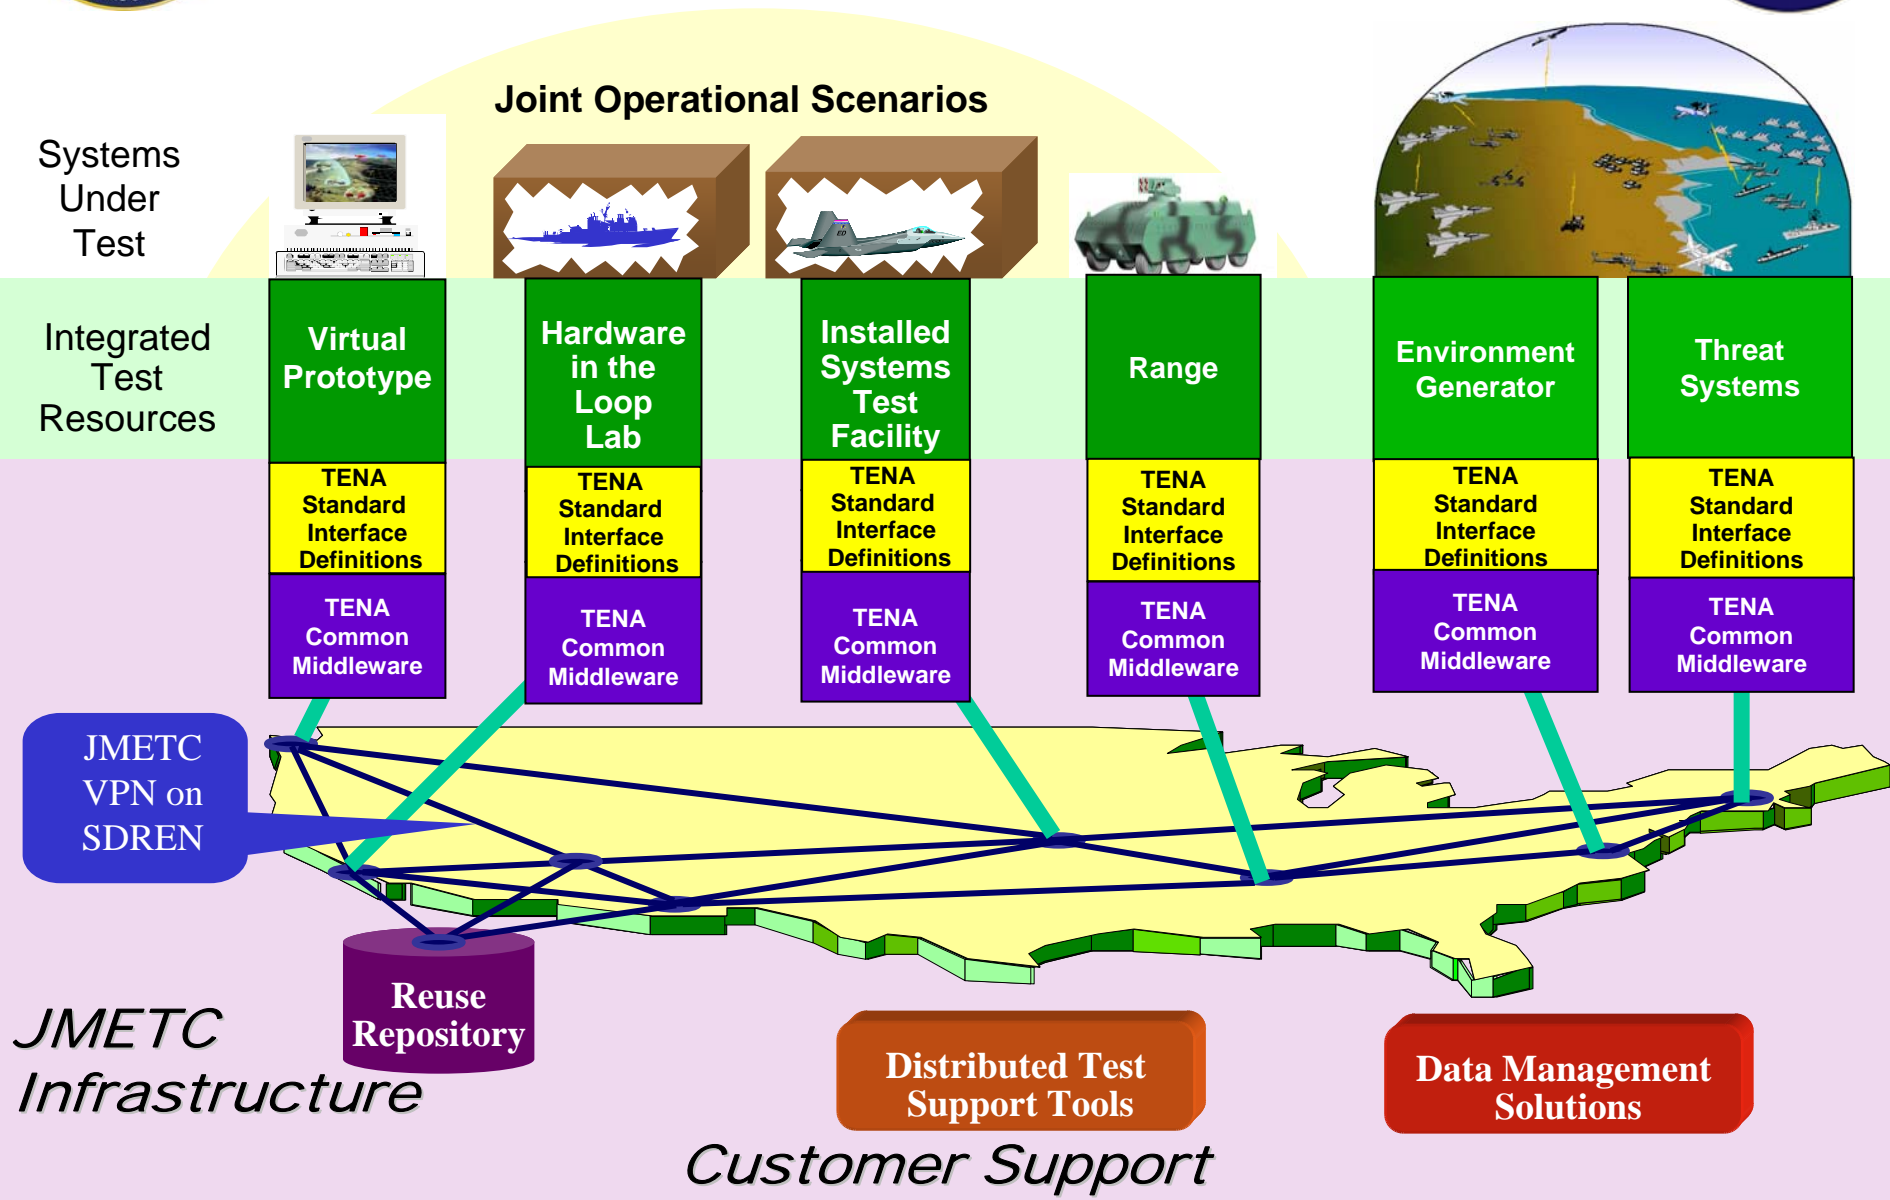 Joint Operational Scenarios
Systems
Under
Test
Integrated
Test
Resources
Virtual
Prototype
Hardware
in the
Loop
Lab
Installed
Systems
Test
Facility
Range
Environment
Generator
Threat
Systems
TENA
Standard
Interface
Definitions
TENA
Standard
Interface
Definitions
TENA
Standard
Interface
Definitions
TENA
Standard
Interface
Definitions
TENA
Standard
Interface
Definitions
TENA
Standard
Interface
Definitions
TENA
Common
Middleware
TENA
Common
Middleware
TENA
Common
Middleware
TENA
Common
Middleware
TENA
Common
Middleware
TENA
Common
Middleware
JMETC
VPN on
SDREN
Reuse
Repository
JMETC
Infrastructure
Distributed Test
Support Tools
Data Management
Solutions
Customer Support